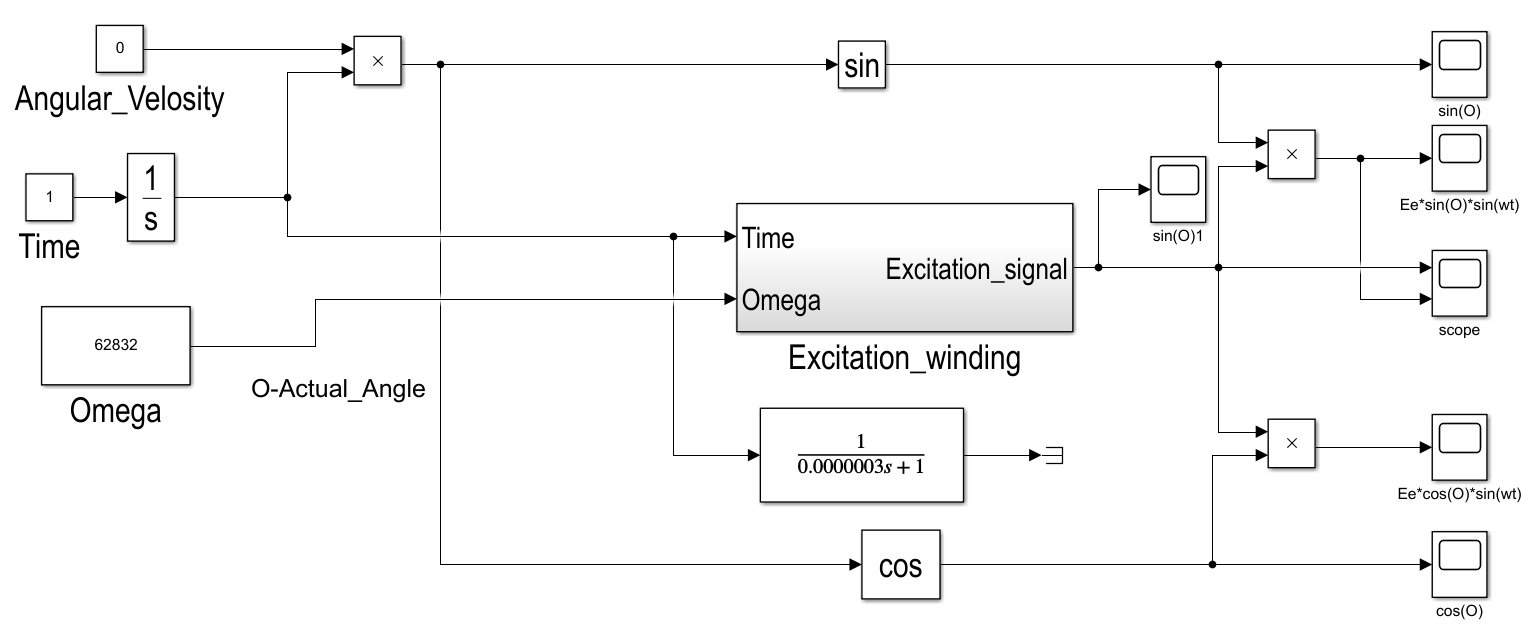 0
×
Angular_Velosity
sin
sin(O)
×
Ee*sin(O)*sin(wt)
1
Time
1
s
sin(O)1
Time
Excitation_signal
Omega
Excitation_winding
scope
62832
Omega
O-Actual_Angle
1
0.0000003s + 1
×
Ee*cos(O)*sin(wt)
cos
cos(O)